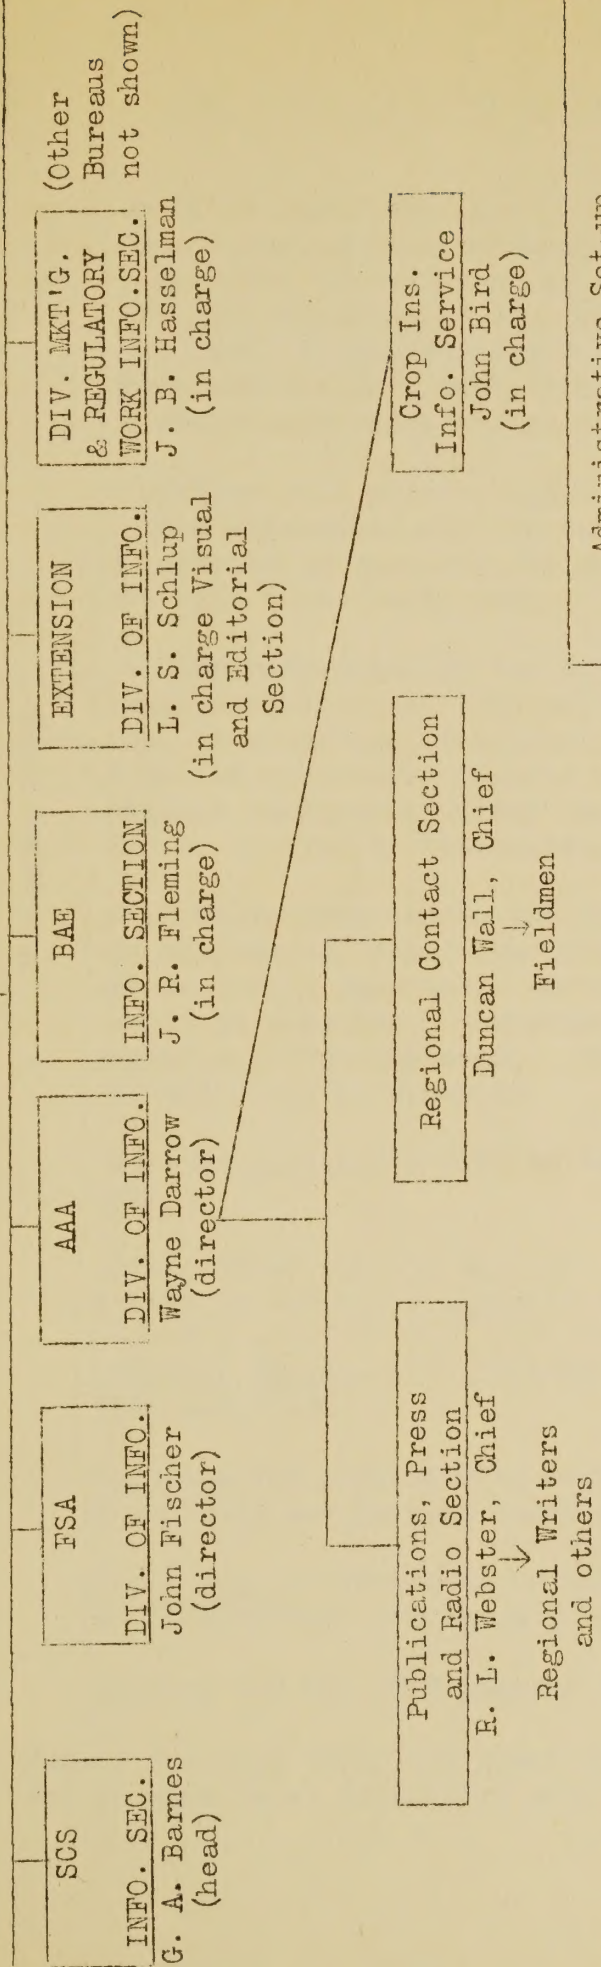 SCS
INFO. SEC.
G. A. Barnes
(head)
FSA
DIV. OF INFO.
John Fischer
(director)
AAA
DIV. OF INFO.
Wayne Darrow
(director)
BAE
INFO. SECTION
J. R. Fleming
(in charge)
EXTENSION
DIV. OF INFO.
L. S. Schlup
(in charge Visual
and Editorial
Section)
DIV. MKT'G.
& REGULATORY
WORK INFO.SEC.
J. B. Hasselman
(in charge)
(Other
Bureaus
not shown)
Publications, Press
and Radio Section
R. L. Webster, Chief
↓
Regional Writers
and others
Regional Contact Section
Duncan Wall, Chief
↓
Fieldmen
Crop Ins.
Info. Service
John Bird
(in charge)
Administrative Set-up